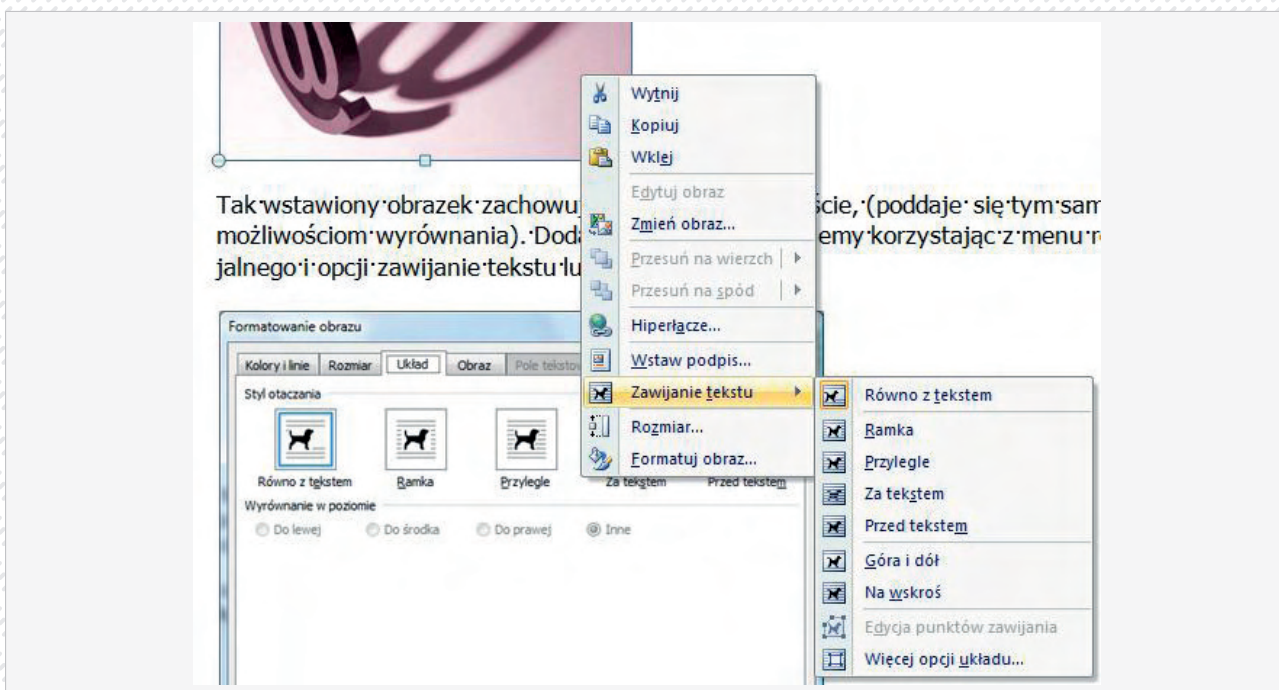 Wytnij
Kopiuj
Wklej
Edytuj obraz
Zmień obraz...
Przesuń na wierzch
Przesuń na spód
Hiperłącze...
Wstaw podpis...
Zawijanie tekstu
Rozmiar...
Formatuj obraz...
Równo z tekstem
Ramka
Przylegle
Za tekstem
Przed tekstem
Góra i dół
Na wskroś
Edycja punktów zawijania
Więcej opcji układu...
Tak·wstawiony·obrazek·zachowuj ście,·(poddaje·się·tym·sam
możliwościom·wyrównania).·Doda emy·korzystając·z·menu·r
jalnego·i·opcji·zawijanie·tekstu·lu
Formatowanie obrazu
Kolory i linie Rozmiar Układ Obraz Pole tekstow
Styl otaczania
Równo z tekstem Ramka Przylegle Za tekstem Przed tekstem
Wyrównanie w poziomie
Do lewej Do środka Do prawej Inne